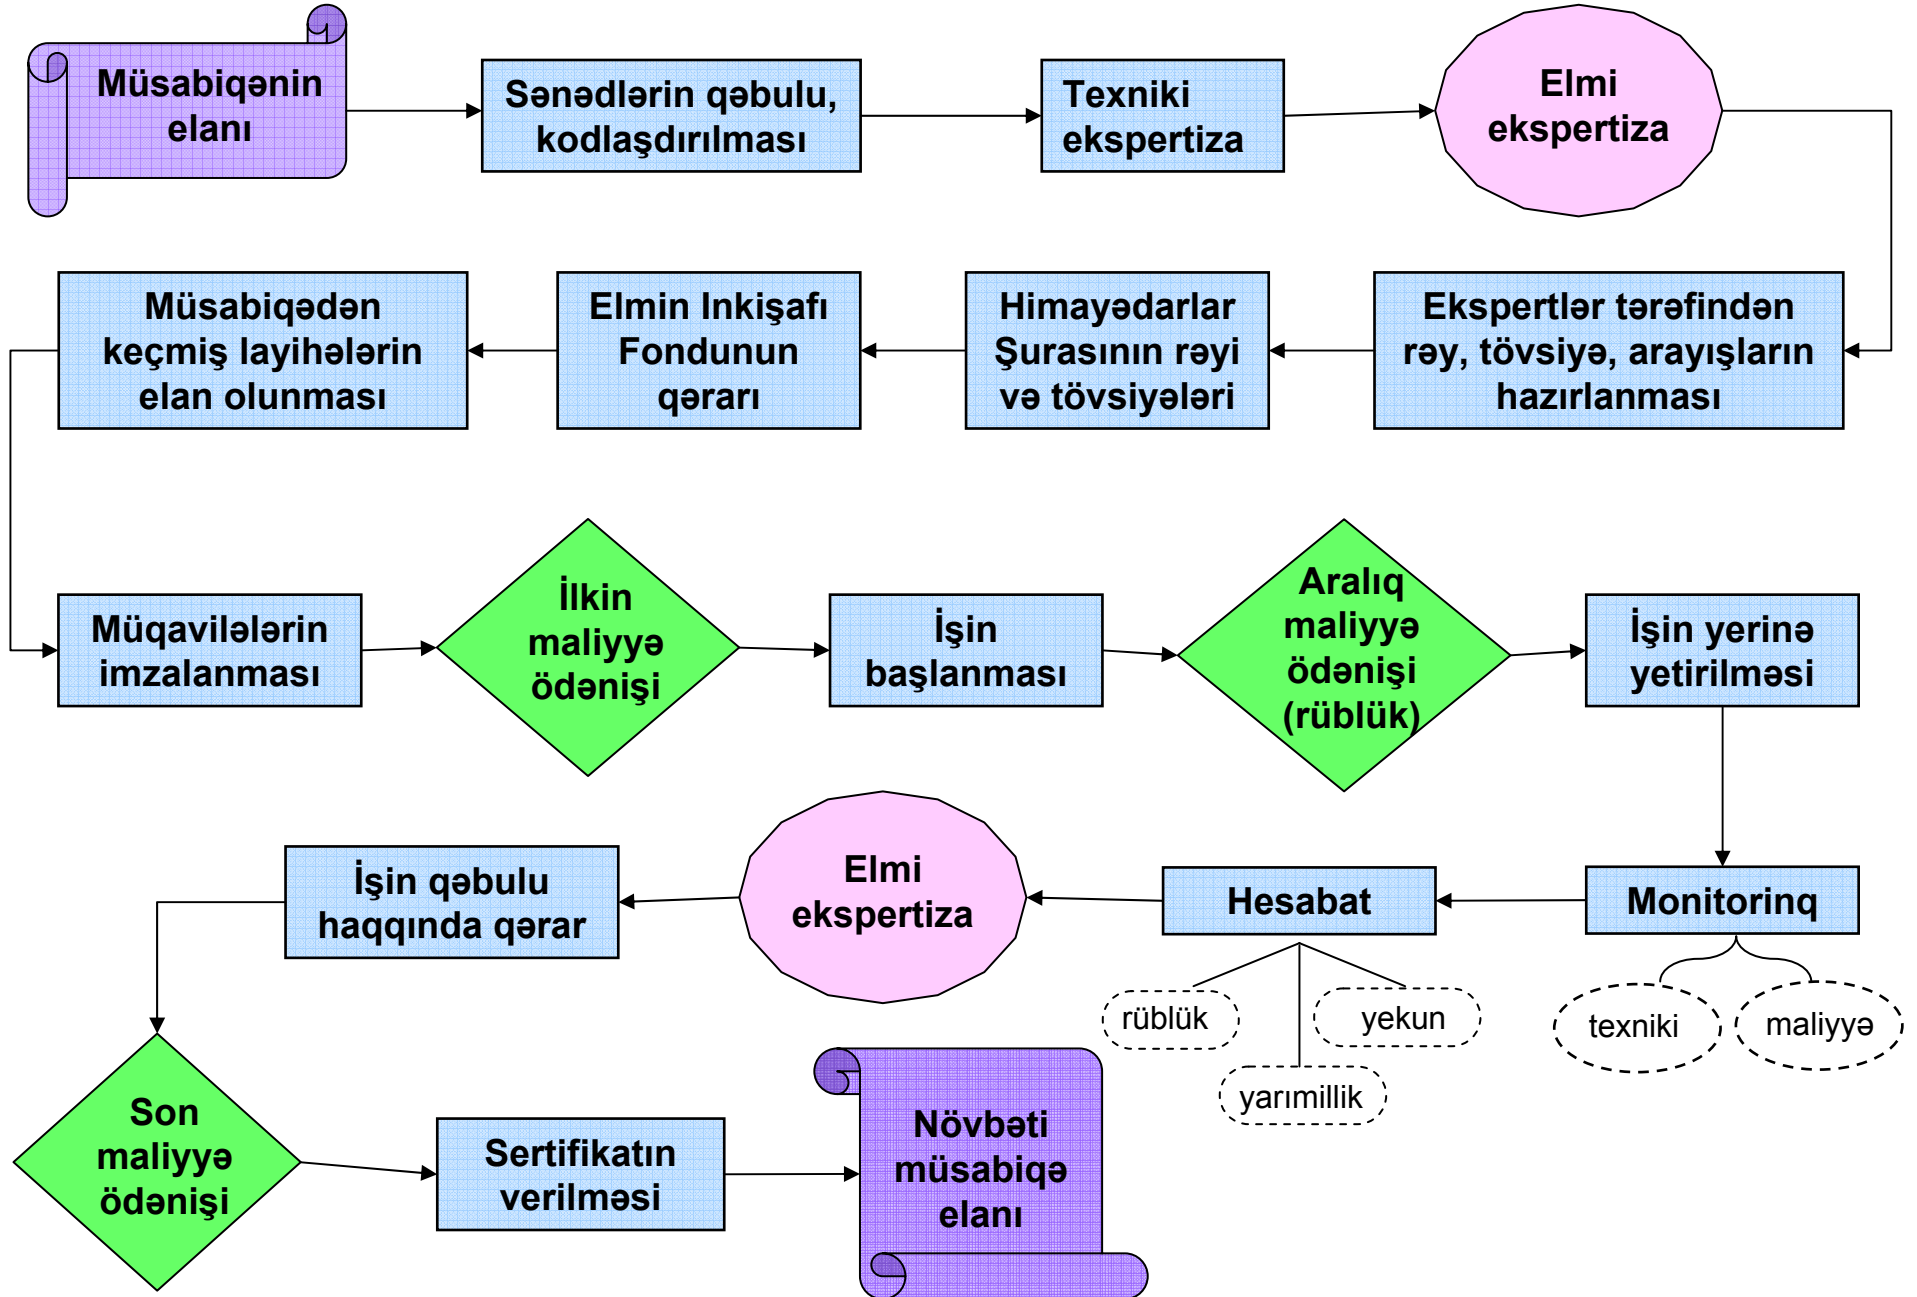 Müsabiqənin
elanı
Sənədlərin qəbulu,
kodlaşdırılması
Texniki
ekspertiza
Elmi
ekspertiza
Ekspertlər tərəfindən
rəy, tövsiyə, arayışların
hazırlanması
Himayədarlar
Şurasının rəyi
və tövsiyələri
Elmin Inkişafı
Fondunun
qərarı
Müsabiqədən
keçmiş layihələrin
elan olunması
Müqavilələrin
imzalanması
İlkin
maliyyə
ödənişi
İşin
başlanması
Aralıq
maliyyə
ödənişi
(rüblük)
İşin yerinə
yetirilməsi
Monitorinq
texniki
maliyyə
Hesabat
rüblük
yarımillik
yekun
Elmi
ekspertiza
İşin qəbulu
haqqında qərar
Son
maliyyə
ödənişi
Sertifikatın
verilməsi
Növbəti
müsabiqə
elanı